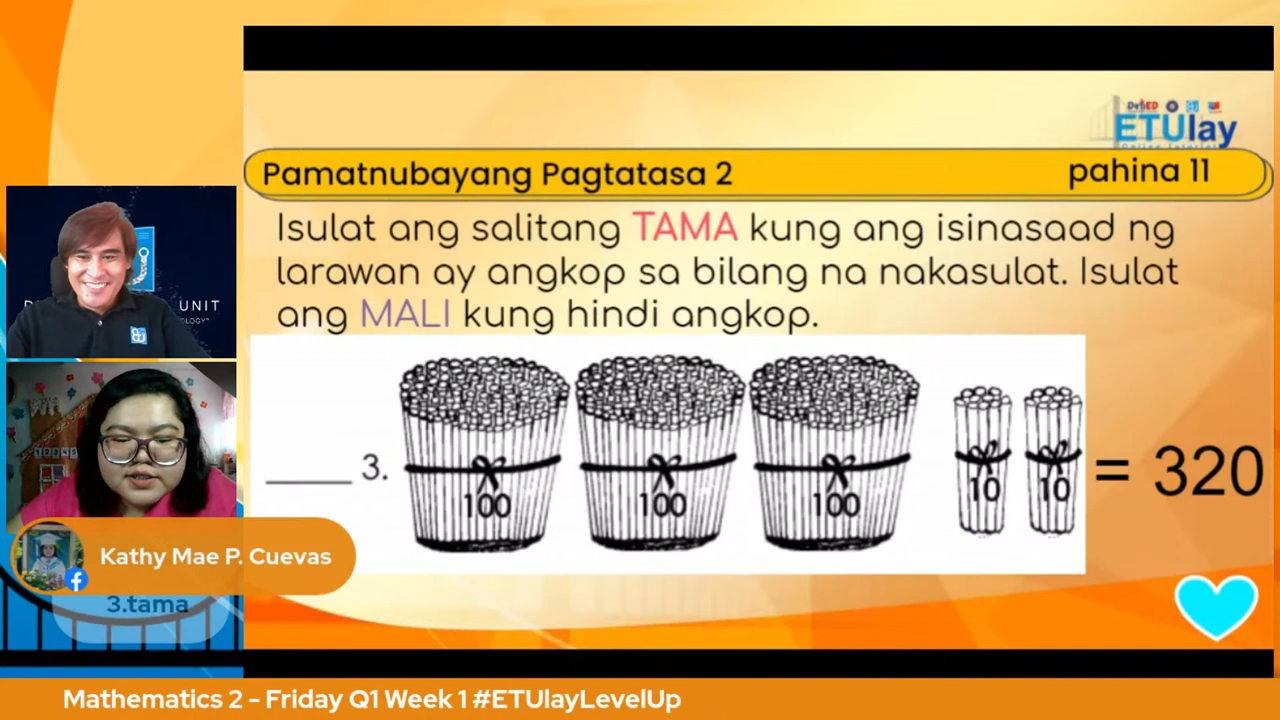 DepED
ETUlay
Pamatnubayang Pagtatasa 2 pahina 11
Isulat ang salitang TAMA kung ang isinasaad ng
larawan ay angkop sa bilang na nakasulat. Isulat
ang MALI kung hindi angkop.
3.
100 100 100 10 10 = 320
UNIT
Kathy Mae P. Cuevas
3.tama
Mathematics 2 - Friday Q1 Week 1 #ETUlayLevelUp